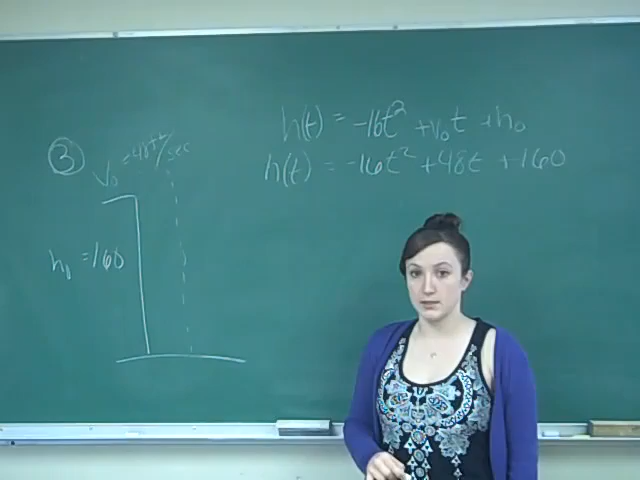 h(t) = -16t² + v₀t + h₀
h(t) = -16t² + 48t + 160
③
v₀ = 48 ft/sec
h₀ = 160